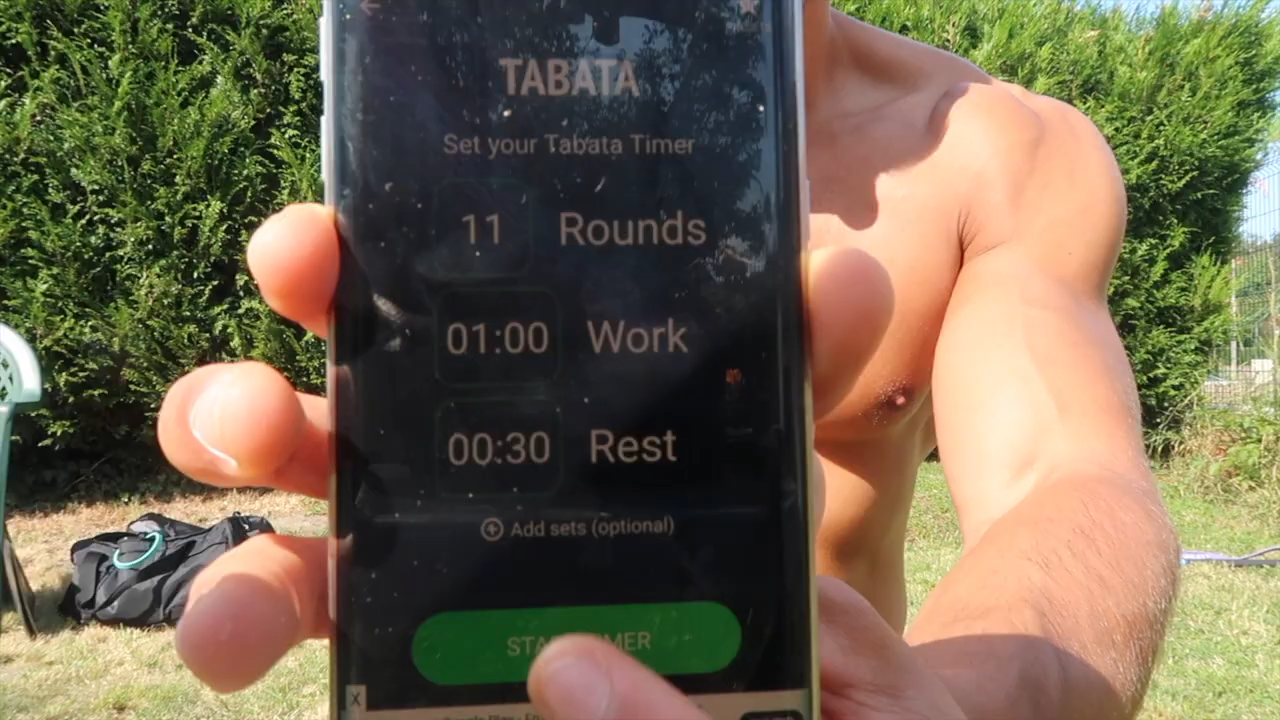 TABATA
Set your Tabata Timer
11 Rounds
01:00 Work
00:30 Rest
Add sets (optional)
X